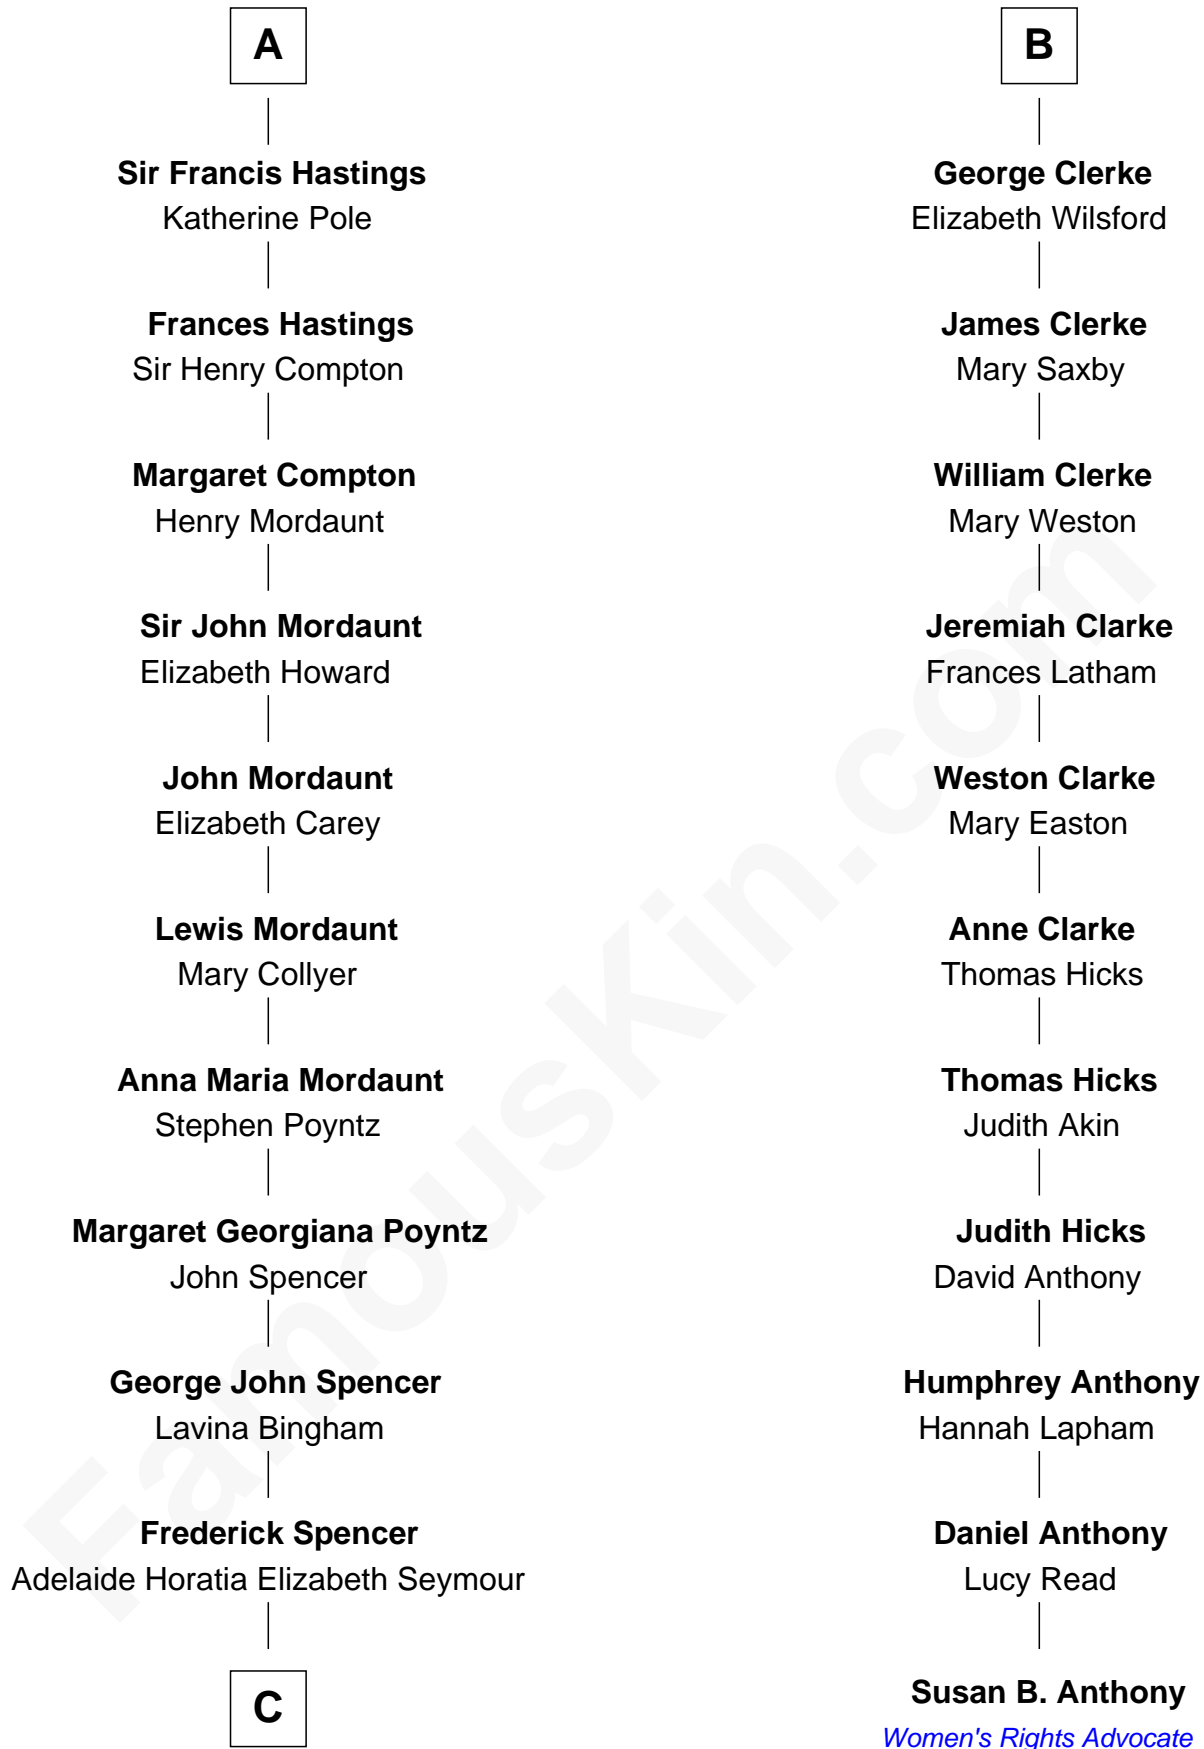 A
Sir Francis Hastings
Katherine Pole
Frances Hastings
Sir Henry Compton
Margaret Compton
Henry Mordaunt
Sir John Mordaunt
Elizabeth Howard
John Mordaunt
Elizabeth Carey
Lewis Mordaunt
Mary Collyer
Anna Maria Mordaunt
Stephen Poyntz
Margaret Georgiana Poyntz
John Spencer
George John Spencer
Lavina Bingham
Frederick Spencer
Adelaide Horatia Elizabeth Seymour
C
B
George Clerke
Elizabeth Wilsford
James Clerke
Mary Saxby
William Clerke
Mary Weston
Jeremiah Clarke
Frances Latham
Weston Clarke
Mary Easton
Anne Clarke
Thomas Hicks
Thomas Hicks
Judith Akin
Judith Hicks
David Anthony
Humphrey Anthony
Hannah Lapham
Daniel Anthony
Lucy Read
Susan B. Anthony
Women's Rights Advocate
FamousKin.com